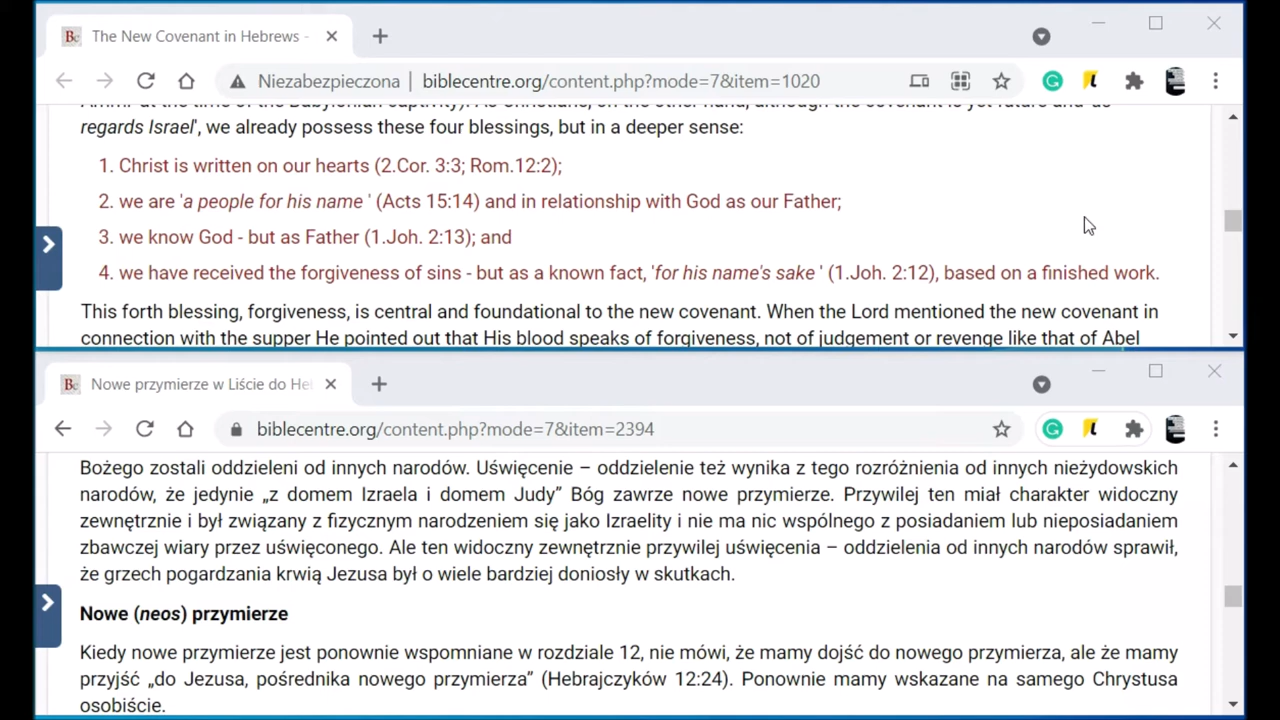 The New Covenant in Hebrews -
Niezabezpieczona
biblecentre.org/content.php?mode=7&item=1020
regards Israel', we already possess these four blessings, but in a deeper sense:
1. Christ is written on our hearts (2.Cor. 3:3; Rom.12:2);
2. we are 'a people for his name ' (Acts 15:14) and in relationship with God as our Father;
3. we know God - but as Father (1.Joh. 2:13); and
4. we have received the forgiveness of sins - but as a known fact, 'for his name's sake ' (1.Joh. 2:12), based on a finished work.
This forth blessing, forgiveness, is central and foundational to the new covenant. When the Lord mentioned the new covenant in
connection with the supper He pointed out that His blood speaks of forgiveness, not of judgement or revenge like that of Abel
Nowe przymierze w Liście do He
biblecentre.org/content.php?mode=7&item=2394
Bożego zostali oddzieleni od innych narodów. Uświęcenie – oddzielenie też wynika z tego rozróżnienia od innych nieżydowskich
narodów, że jedynie „z domem Izraela i domem Judy” Bóg zawrze nowe przymierze. Przywilej ten miał charakter widoczny
zewnętrznie i był związany z fizycznym narodzeniem się jako Izraelity i nie ma nic wspólnego z posiadaniem lub nieposiadaniem
zbawczej wiary przez uświęconego. Ale ten widoczny zewnętrznie przywilej uświęcenia – oddzielenia od innych narodów sprawił,
że grzech pogardzania krwią Jezusa był o wiele bardziej doniosły w skutkach.
Nowe (neos) przymierze
Kiedy nowe przymierze jest ponownie wspomniane w rozdziale 12, nie mówi, że mamy dojść do nowego przymierza, ale że mamy
przyjść „do Jezusa, pośrednika nowego przymierza” (Hebrajczyków 12:24). Ponownie mamy wskazane na samego Chrystusa
osobiście.